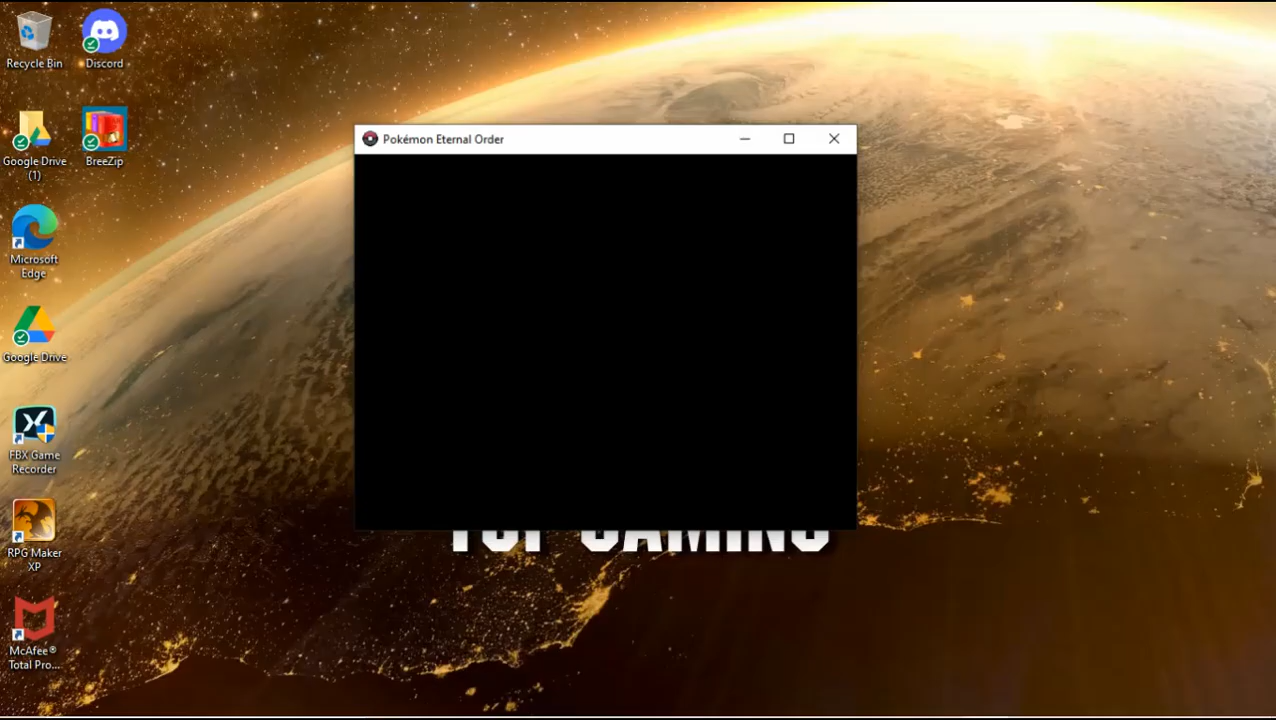 Recycle Bin
Discord
Google Drive
(1)
BreeZip
Microsoft
Edge
Google Drive
FBX Game
Recorder
RPG Maker
XP
McAfee®
Total Pro...
Pokémon Eternal Order
GAMING